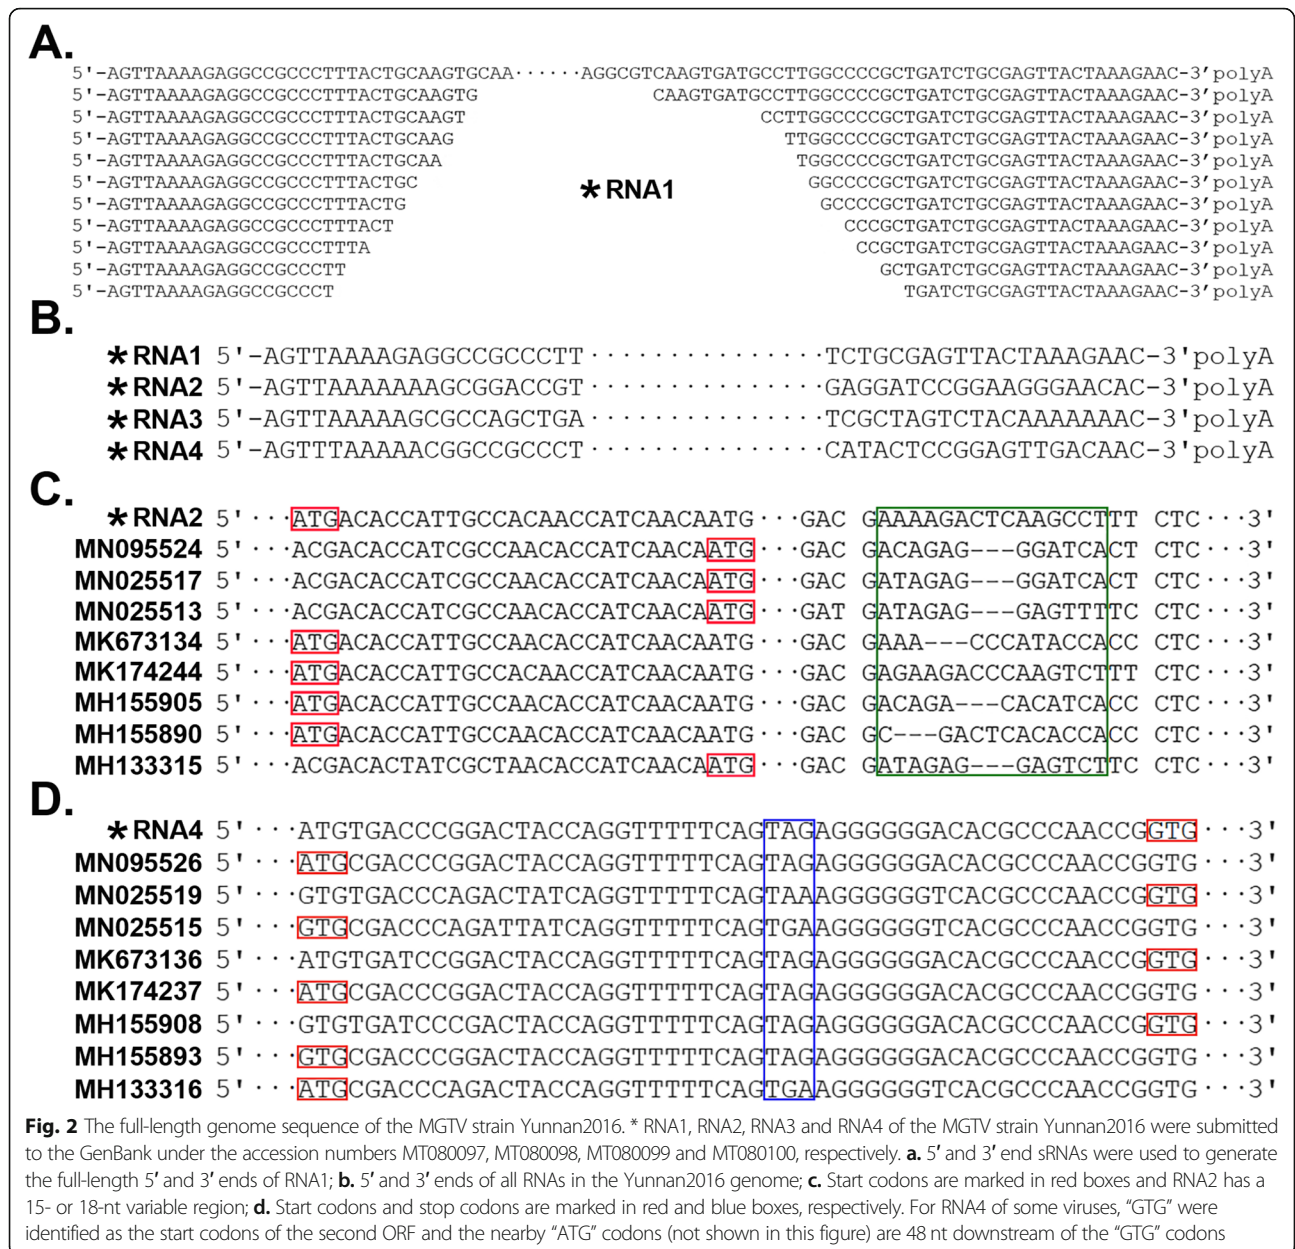 A.
5'-AGTTAAAAGAGGCCGCCCTTTACTGCAAGTGCAA······AGGCGTCAAGTGATGCCTTGGCCCCGCTGATCTGCGAGTTACTAAAGAAC-3'polyA
5'-AGTTAAAAGAGGCCGCCCTTTACTGCAAGTG CAAGTGATGCCTTGGCCCCGCTGATCTGCGAGTTACTAAAGAAC-3'polyA
5'-AGTTAAAAGAGGCCGCCCTTTACTGCAAGT CCTTGGCCCCGCTGATCTGCGAGTTACTAAAGAAC-3'polyA
5'-AGTTAAAAGAGGCCGCCCTTTACTGCAAG TTGGCCCCGCTGATCTGCGAGTTACTAAAGAAC-3'polyA
5'-AGTTAAAAGAGGCCGCCCTTTACTGCAA TGGCCCCGCTGATCTGCGAGTTACTAAAGAAC-3'polyA
5'-AGTTAAAAGAGGCCGCCCTTTACTGC GGCCCCGCTGATCTGCGAGTTACTAAAGAAC-3'polyA
*RNA1
5'-AGTTAAAAGAGGCCGCCCTTTACTG GCCCCGCTGATCTGCGAGTTACTAAAGAAC-3'polyA
5'-AGTTAAAAGAGGCCGCCCTTTACT CCCGCTGATCTGCGAGTTACTAAAGAAC-3'polyA
5'-AGTTAAAAGAGGCCGCCCTTTA CCGCTGATCTGCGAGTTACTAAAGAAC-3'polyA
5'-AGTTAAAAGAGGCCGCCCTT GCTGATCTGCGAGTTACTAAAGAAC-3'polyA
5'-AGTTAAAAGAGGCCGCCCT TGATCTGCGAGTTACTAAAGAAC-3'polyA
B.
*RNA1 5'-AGTTAAAAGAGGCCGCCCTT···············TCTGCGAGTTACTAAAGAAC-3'polyA
*RNA2 5'-AGTTAAAAAAAGCGGACCGT···············GAGGATCCGGAAGGGAACAC-3'polyA
*RNA3 5'-AGTTAAAAAGCGCCAGCTGA···············TCGCTAGTCTACAAAAAAAC-3'polyA
*RNA4 5'-AGTTTAAAAACGGCCGCCCT···············CATACTCCGGAGTTGACAAC-3'polyA
C.
*RNA2 5'···ATGACACCATTGCCACAACCATCAACAATG···GAC GAAAAGACTCAAGCCTTT CTC···3'
MN095524 5'···ACGACACCATCGCCAACACCATCAACAATG···GAC GACAGAG---GGATCACT CTC···3'
MN025517 5'···ACGACACCATCGCCAACACCATCAACAATG···GAC GATAGAG---GGATCACT CTC···3'
MN025513 5'···ACGACACCATCGCCAACACCATCAACAATG···GAT GATAGAG---GAGTTTTC CTC···3'
MK673134 5'···ATGACACCATTGCCAACACCATCAACAATG···GAC GAAA---CCCATACCACC CTC···3'
MK174244 5'···ATGACACCATTGCCACAACCATCAACAATG···GAC GAGAAGACCCAAGTCTTT CTC···3'
MH155905 5'···ATGACACCATTGCCAACACCATCAACAATG···GAC GACAGA---CACATCACC CTC···3'
MH155890 5'···ATGACACCATTGCCAACACCATCAACAATG···GAC GC---GACTCACACCACC CTC···3'
MH133315 5'···ACGACACTATCGCTAACACCATCAACAATG···GAC GATAGAG---GAGTCTTC CTC···3'
D.
*RNA4 5'···ATGTGACCCGGACTACCAGGTTTTTCAGTAGAGGGGGGACACGCCCAACCGGTG···3'
MN095526 5'···ATGCGACCCGGACTACCAGGTTTTTCAGTAGAGGGGGGACACGCCCAACCGGTG···3'
MN025519 5'···GTGTGACCCAGACTATCAGGTTTTTCAGTAAAGGGGGGTCACGCCCAACCGGTG···3'
MN025515 5'···GTGCGACCCAGATTATCAGGTTTTTCAGTGAAGGGGGGTCACGCCCAACCGGTG···3'
MK673136 5'···ATGTGATCCGGACTACCAGGTTTTTCAGTAGAGGGGGGACACGCCCAACCGGTG···3'
MK174237 5'···ATGCGACCCGGACTACCAGGTTTTTCAGTAGAGGGGGGACACGCCCAACCGGTG···3'
MH155908 5'···GTGTGATCCCGACTACCAGGTTTTTCAGTAGAGGGGGGACACGCCCAACCGGTG···3'
MH155893 5'···GTGCGACCCGGACTACCAGGTTTTTCAGTAGAGGGGGGACACGCCCAACCGGTG···3'
MH133316 5'···ATGCGACCCAGACTACCAGGTTTTTCAGTGAAGGGGGGTCACGCCCAACCGGTG···3'
Fig. 2 The full-length genome sequence of the MGTV strain Yunnan2016. * RNA1, RNA2, RNA3 and RNA4 of the MGTV strain Yunnan2016 were submitted
to the GenBank under the accession numbers MT080097, MT080098, MT080099 and MT080100, respectively. a. 5′ and 3′ end sRNAs were used to generate
the full-length 5′ and 3′ ends of RNA1; b. 5′ and 3′ ends of all RNAs in the Yunnan2016 genome; c. Start codons are marked in red boxes and RNA2 has a
15- or 18-nt variable region; d. Start codons and stop codons are marked in red and blue boxes, respectively. For RNA4 of some viruses, “GTG” were
identified as the start codons of the second ORF and the nearby “ATG” codons (not shown in this figure) are 48 nt downstream of the “GTG” codons